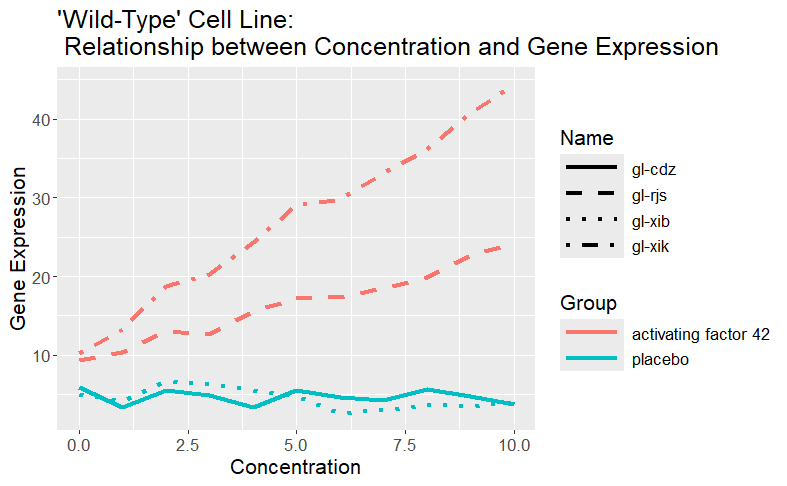 'Wild-Type' Cell Line:
Relationship between Concentration and Gene Expression
Gene Expression
40
30
20
10
0.0 2.5 5.0 7.5 10.0
Concentration
Name
gl-cdz
gl-rjs
gl-xib
gl-xik
Group
activating factor 42
placebo